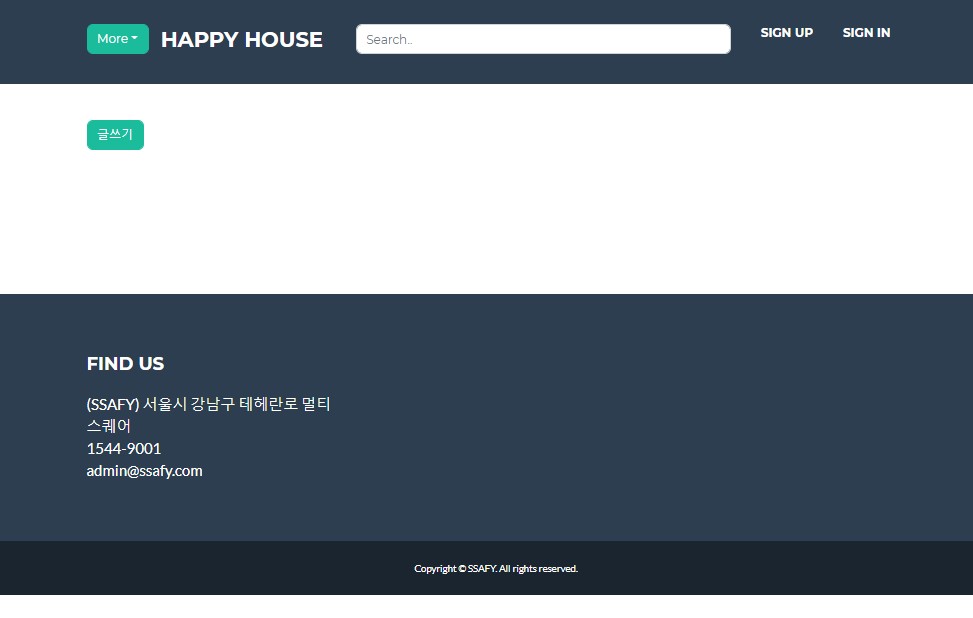 More
HAPPY HOUSE
Search..
SIGN UP
SIGN IN
글쓰기
FIND US
(SSAFY) 서울시 강남구 테헤란로 멀티
스퀘어
1544-9001
admin@ssafy.com
Copyright © SSAFY. All rights reserved.